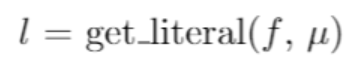 l = get_literal(f, μ)